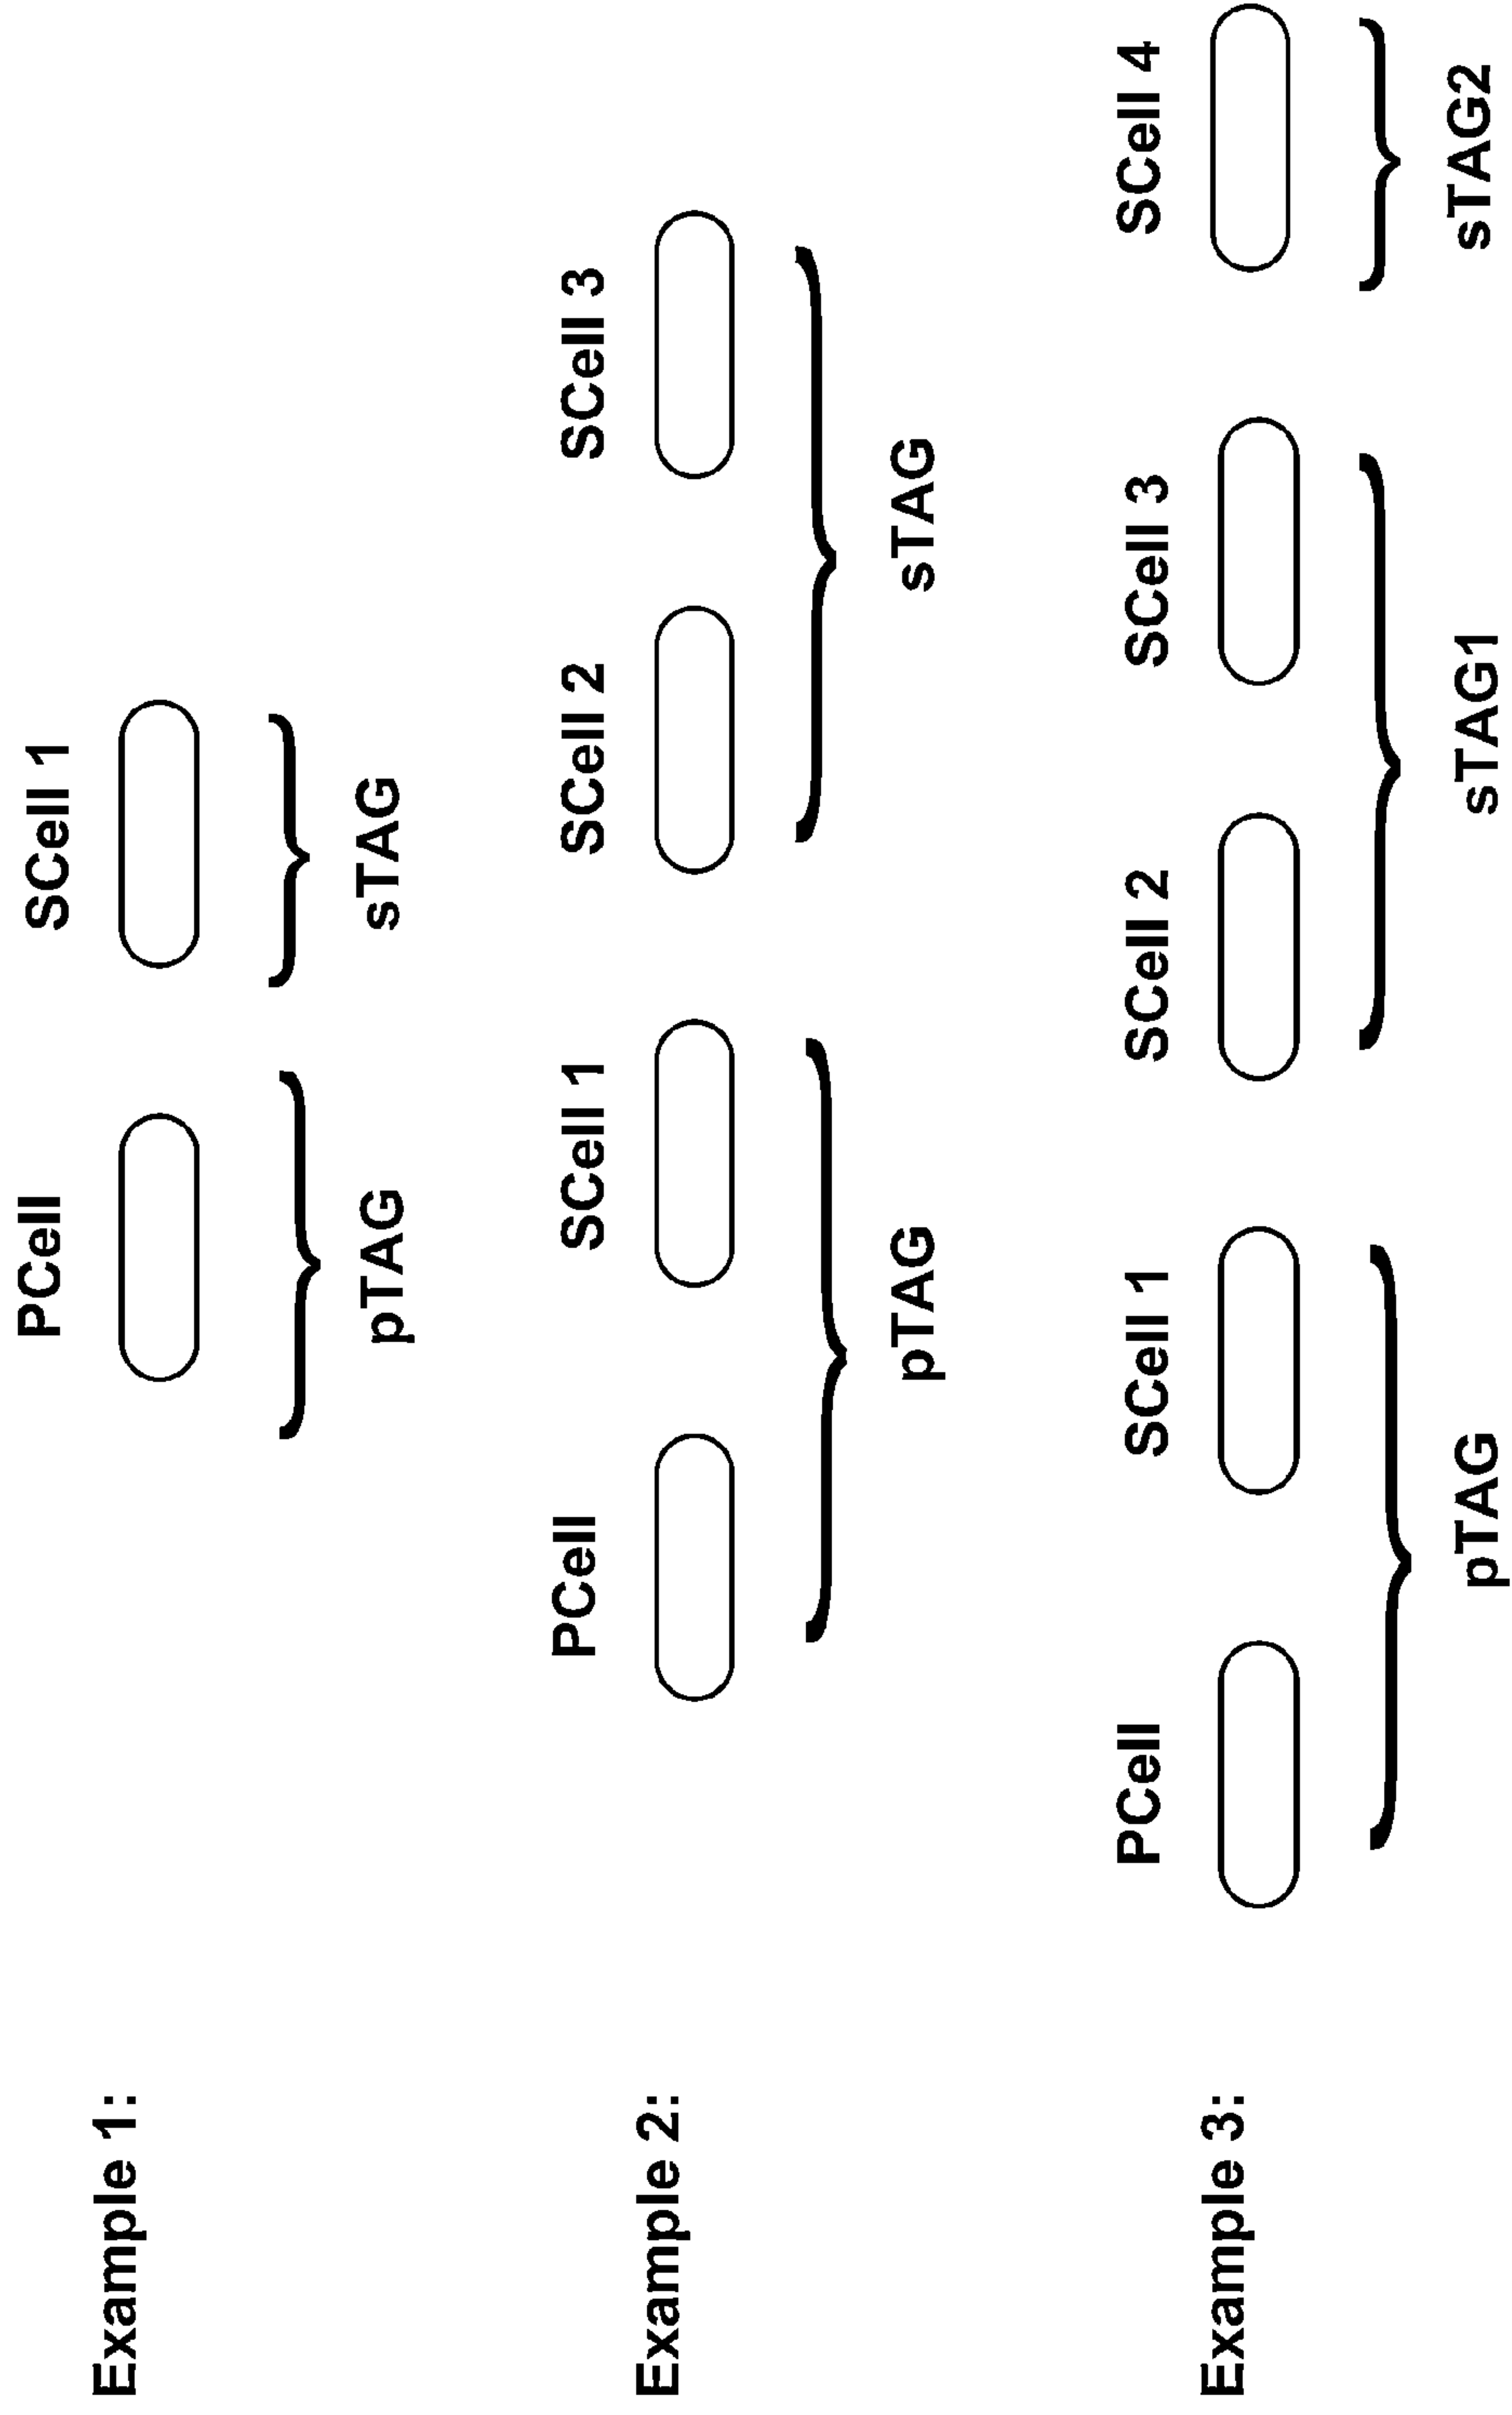 Example 1:
PCell SCell 1
pTAG sTAG
Example 2:
PCell SCell 1 SCell 2 SCell 3
pTAG sTAG
Example 3:
PCell SCell 1 SCell 2 SCell 3 SCell 4
pTAG sTAG1 sTAG2